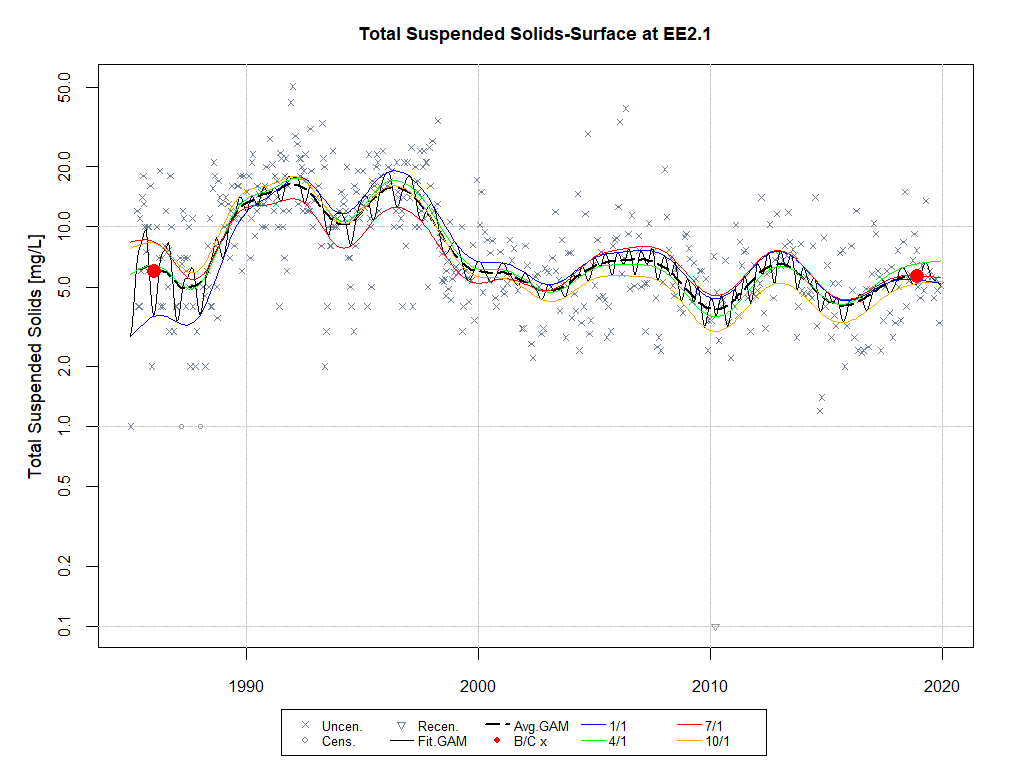 Total Suspended Solids-Surface at EE2.1
Total Suspended Solids [mg/L]
50.0
20.0
10.0
5.0
2.0
1.0
0.5
0.2
0.1
1990 2000 2010 2020
Uncen. Recen. Avg.GAM 1/1 7/1
Cens. Fit.GAM B/C x 4/1 10/1